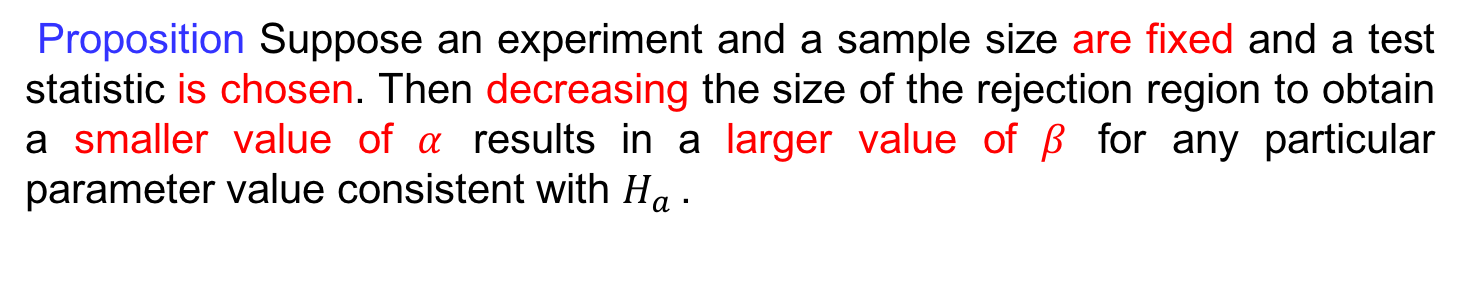 Proposition Suppose an experiment and a sample size are fixed and a test
statistic is chosen. Then decreasing the size of the rejection region to obtain
a smaller value of α results in a larger value of β for any particular
parameter value consistent with Hₐ .